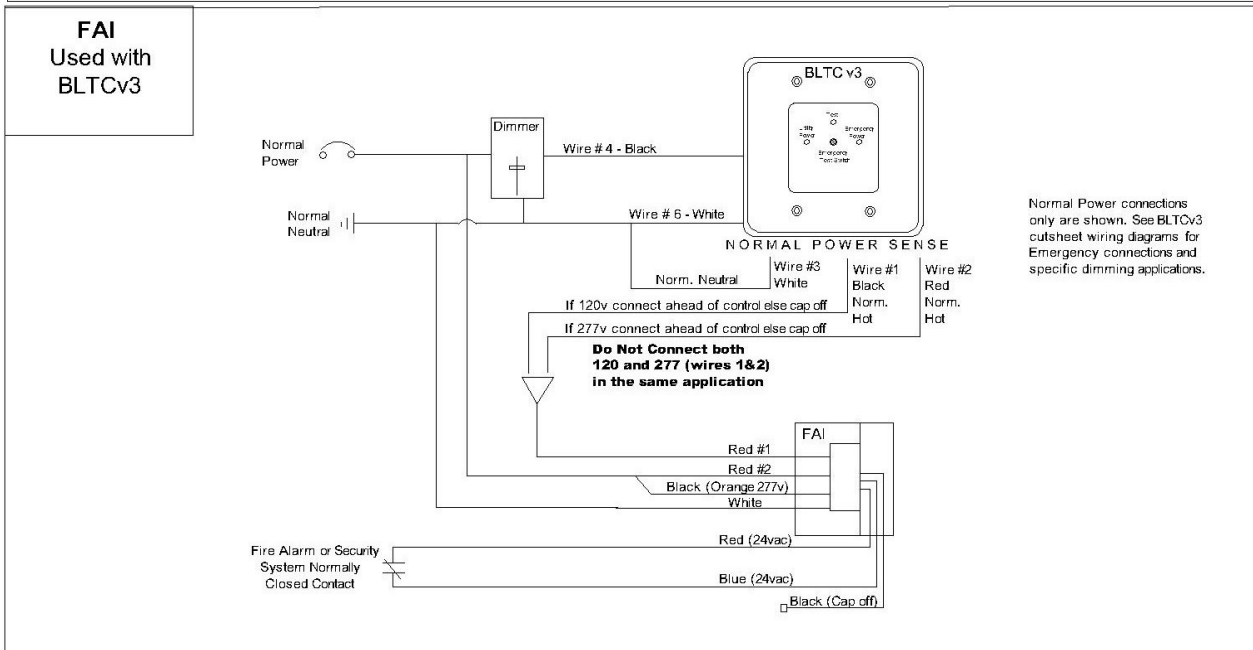 FAI
Used with
BLTCv3
BLTC v3
Test
Utility
Power
Emergency
Power
Emergency
Test Switch
Dimmer
Normal
Power
Wire # 4 - Black
Normal
Neutral
Wire # 6 - White
NORMAL POWER SENSE
Norm. Neutral
Wire #3
White
Wire #1
Black
Norm.
Hot
Wire #2
Red
Norm.
Hot
Normal Power connections
only are shown. See BLTCv3
cutsheet wiring diagrams for
Emergency connections and
specific dimming applications.
If 120v connect ahead of control else cap off
If 277v connect ahead of control else cap off
Do Not Connect both
120 and 277 (wires 1&2)
in the same application
FAI
Red #1
Red #2
Black (Orange 277v)
White
Red (24vac)
Fire Alarm or Security
System Normally
Closed Contact
Blue (24vac)
Black (Cap off)